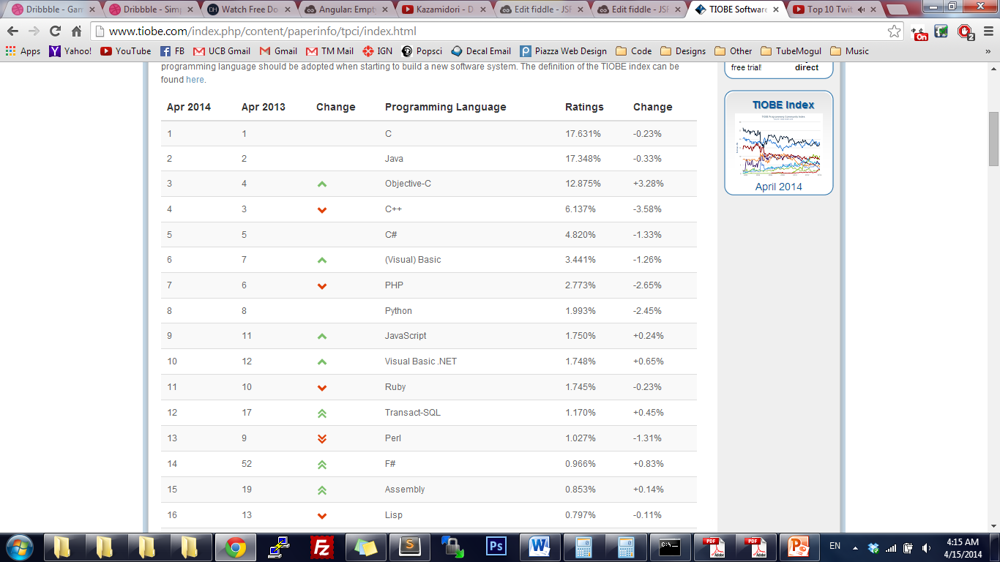 Dribbble - Gam
Dribbble - Simp
Watch Free Do
Angular: Empt
Kazamidori - D
Edit fiddle - JSF
Edit fiddle - JSF
TIOBE Software
Top 10 Twit
www.tiobe.com/index.php/content/paperinfo/tpci/index.html
On
2
Apps Yahoo! YouTube FB UCB Gmail Gmail TM Mail IGN Popsci Decal Email Piazza Web Design Code Designs Other TubeMogul Music »
programming language should be adopted when starting to build a new software system. The definition of the TIOBE index can be
found here.
free trial! direct
TIOBE Index
April 2014
Apr 2014 Apr 2013 Change Programming Language Ratings Change
1 1 C 17.631% -0.23%
2 2 Java 17.348% -0.33%
3 4 Objective-C 12.875% +3.28%
4 3 C++ 6.137% -3.58%
5 5 C# 4.820% -1.33%
6 7 (Visual) Basic 3.441% -1.26%
7 6 PHP 2.773% -2.65%
8 8 Python 1.993% -2.45%
9 11 JavaScript 1.750% +0.24%
10 12 Visual Basic .NET 1.748% +0.65%
11 10 Ruby 1.745% -0.23%
12 17 Transact-SQL 1.170% +0.45%
13 9 Perl 1.027% -1.31%
14 52 F# 0.966% +0.83%
15 19 Assembly 0.853% +0.14%
16 13 Lisp 0.797% -0.11%
Fz
S
Ps
W
C:\_
PDF
PDF
P
EN
4:15 AM
4/15/2014